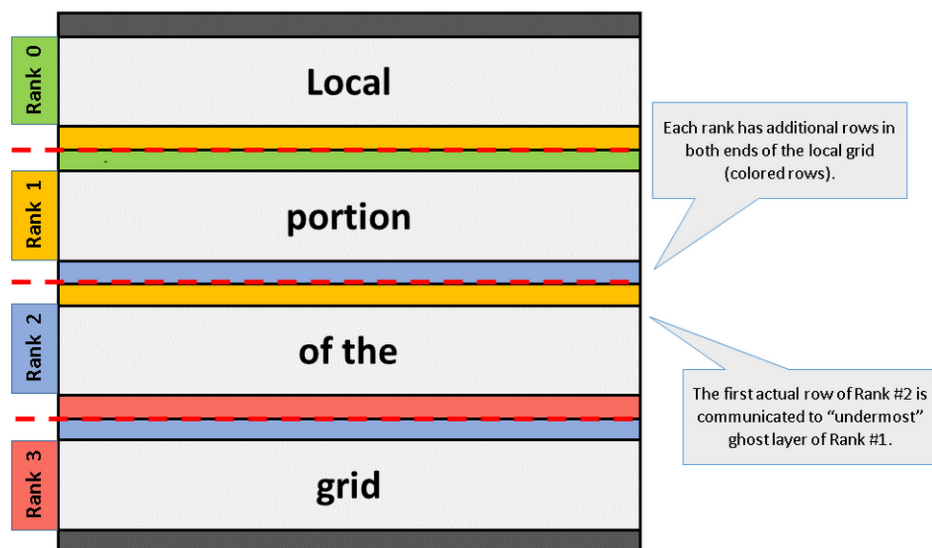 Rank 0
Local
Each rank has additional rows in
both ends of the local grid
(colored rows).
Rank 1
portion
Rank 2
of the
The first actual row of Rank #2 is
communicated to “undermost”
ghost layer of Rank #1.
Rank 3
grid